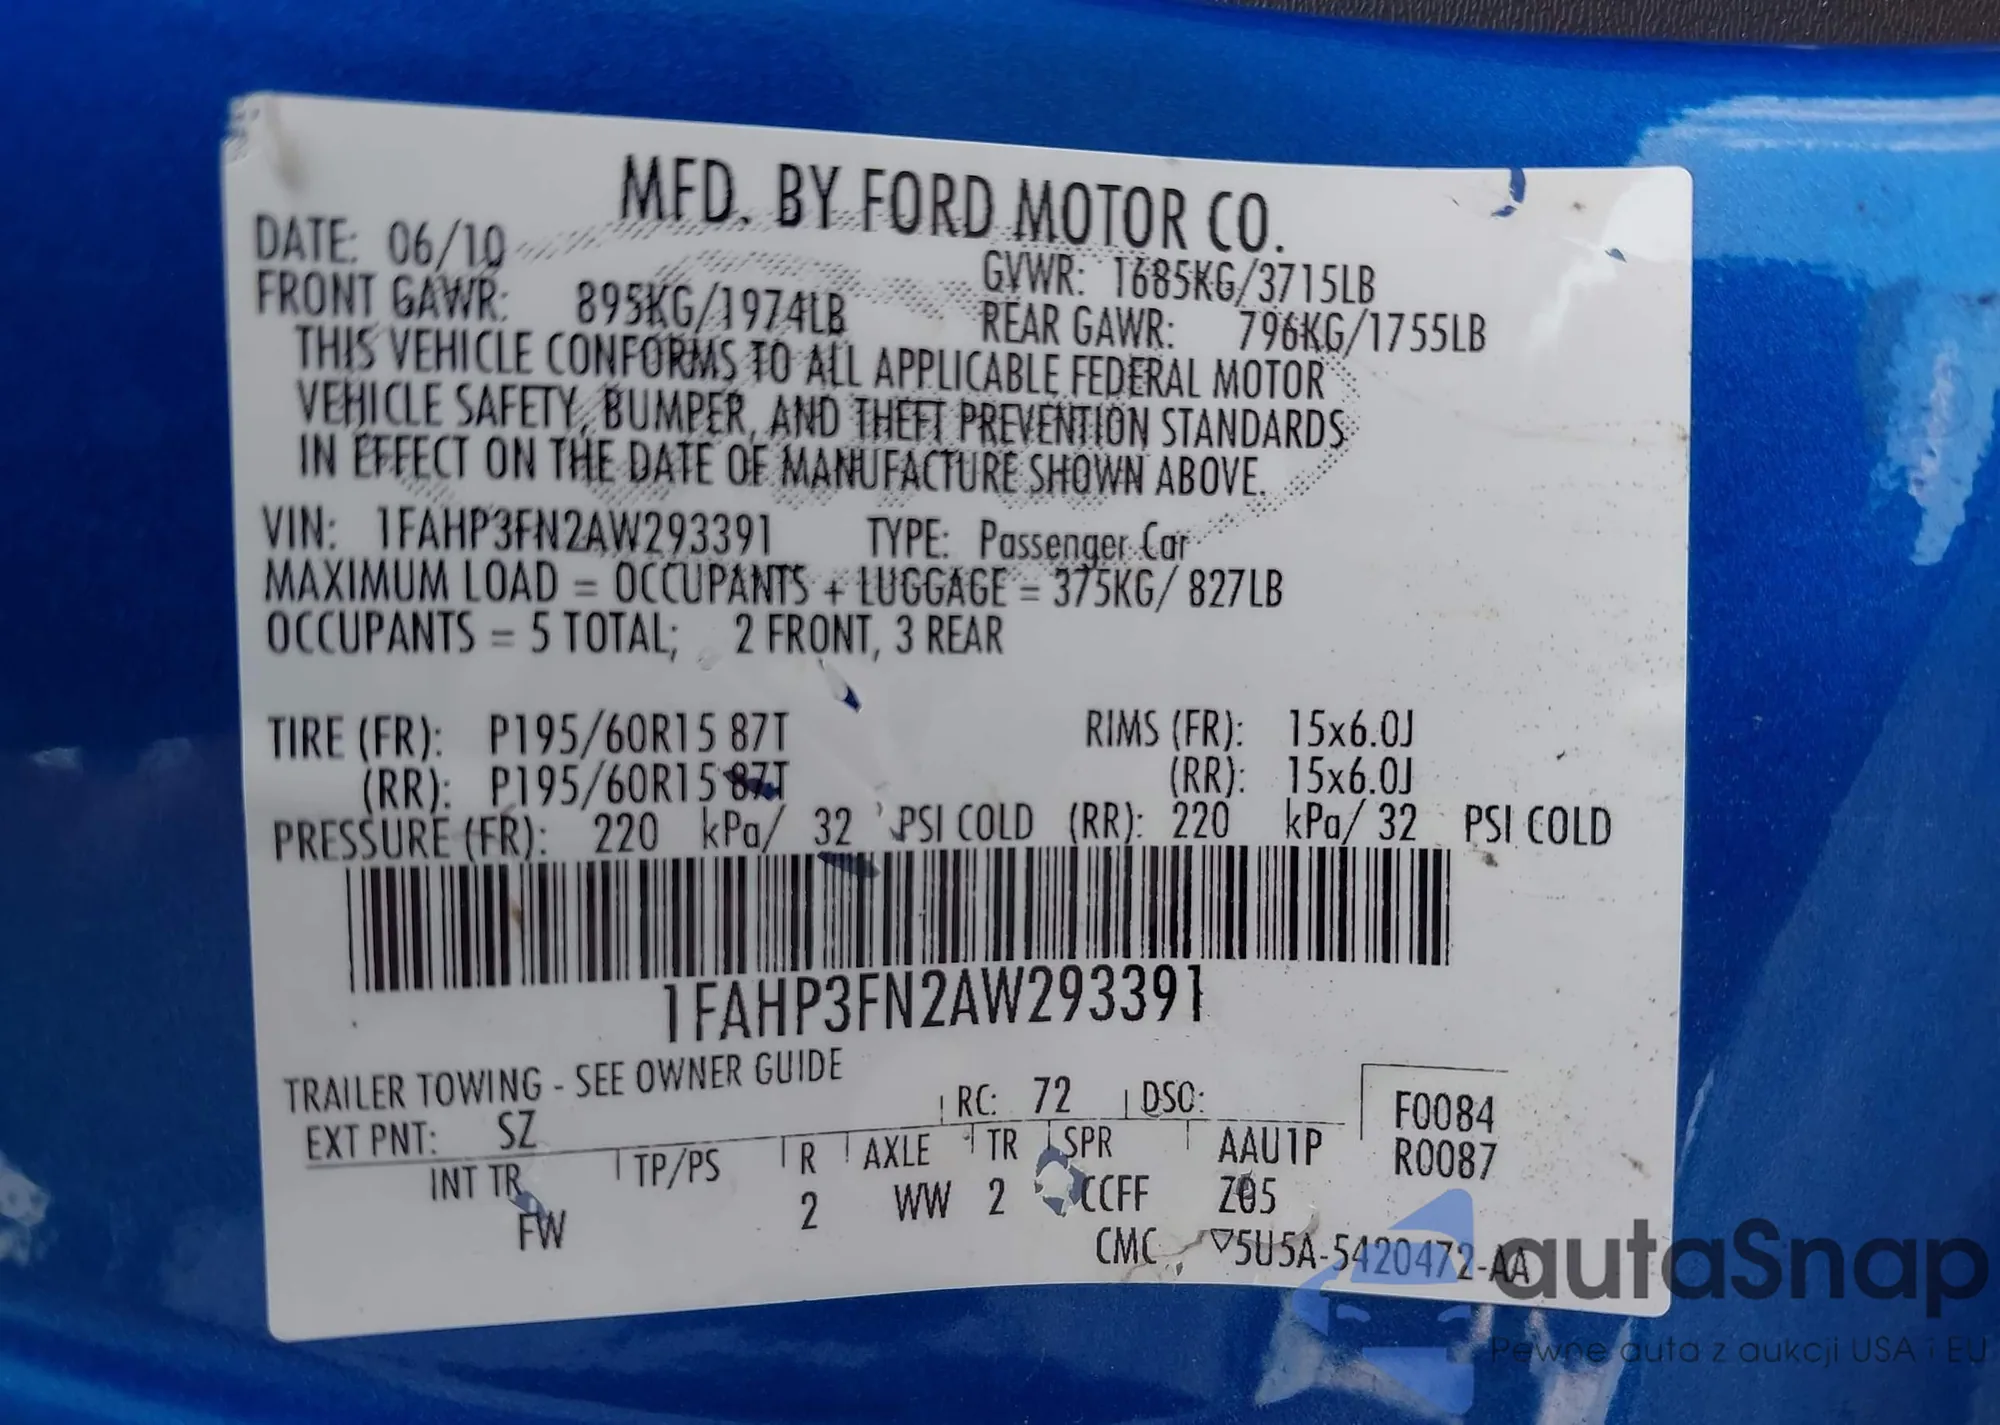 MFD. BY FORD MOTOR CO.
DATE: 06/10
GVWR: 1685KG/3715LB
FRONT GAWR: 895KG/1974LB
REAR GAWR: 796KG/1755LB
THIS VEHICLE CONFORMS TO ALL APPLICABLE FEDERAL MOTOR
VEHICLE SAFETY, BUMPER, AND THEFT PREVENTION STANDARDS
IN EFFECT ON THE DATE OF MANUFACTURE SHOWN ABOVE.
VIN: 1FAHP3FN2AW293391 TYPE: Passenger Car
MAXIMUM LOAD = OCCUPANTS + LUGGAGE = 375KG/ 827LB
OCCUPANTS = 5 TOTAL; 2 FRONT, 3 REAR
TIRE (FR): P195/60R15 87T RIMS (FR): 15x6.0J
(RR): P195/60R15 87T (RR): 15x6.0J
PRESSURE (FR): 220 kPa/ 32 PSI COLD (RR): 220 kPa/ 32 PSI COLD
1FAHP3FN2AW293391
TRAILER TOWING - SEE OWNER GUIDE
EXT PNT: SZ RC: 72 DSO: F0084
INT TR TP/PS R AXLE TR SPR AAU1P R0087
FW 2 WW 2 CCFF Z05
CMC ▽5U5A-5420472-AA
autaSnap
Pewne auta z aukcji USA i EU